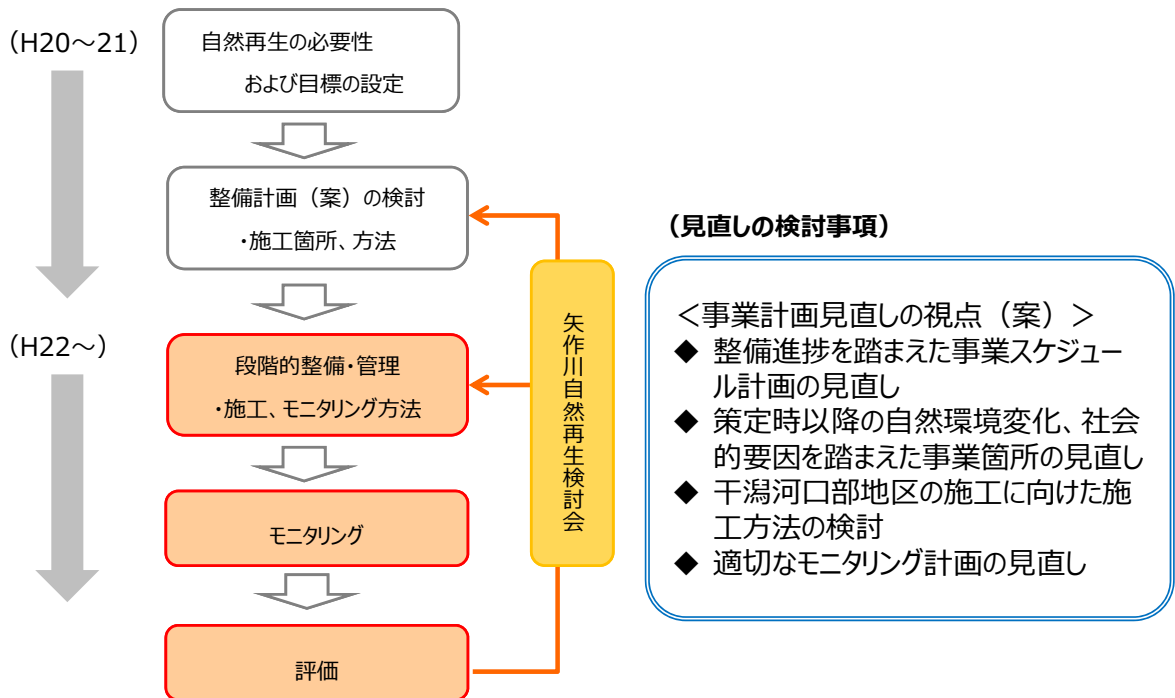 （H20～21）
自然再生の必要性
および目標の設定
整備計画（案）の検討
・施工箇所、方法
（H22～）
段階的整備・管理
・施工、モニタリング方法
モニタリング
評価
矢作川自然再生検討会
（見直しの検討事項）
＜事業計画見直しの視点（案）＞
◆ 整備進捗を踏まえた事業スケジュー
ル計画の見直し
◆ 策定時以降の自然環境変化、社会
的要因を踏まえた事業箇所の見直し
◆ 干潟河口部地区の施工に向けた施
工方法の検討
◆ 適切なモニタリング計画の見直し